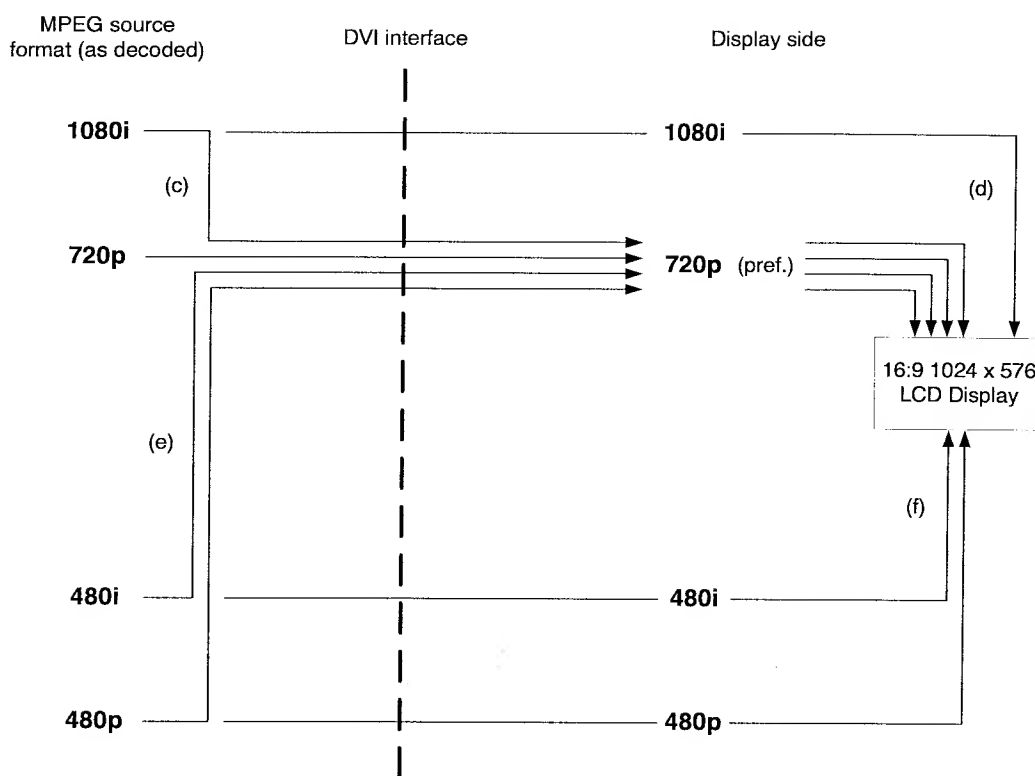 MPEG source
format (as decoded)
DVI interface
Display side
1080i
1080i
(c)
(d)
720p
720p (pref.)
16:9 1024 x 576
LCD Display
(e)
(f)
480i
480i
480p
480p